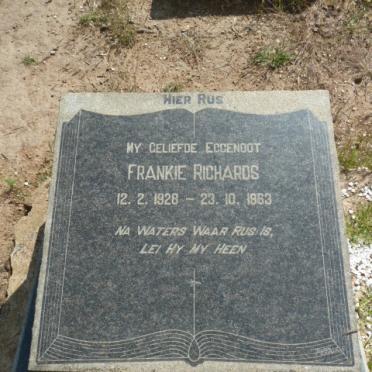 HIER RUS
MY GELIEFDE EGGENOOT
FRANKIE RICHARDS
12. 2. 1928 – 23. 10. 1963
NA WATERS WAAR RUS IS,
LEI HY MY HEEN